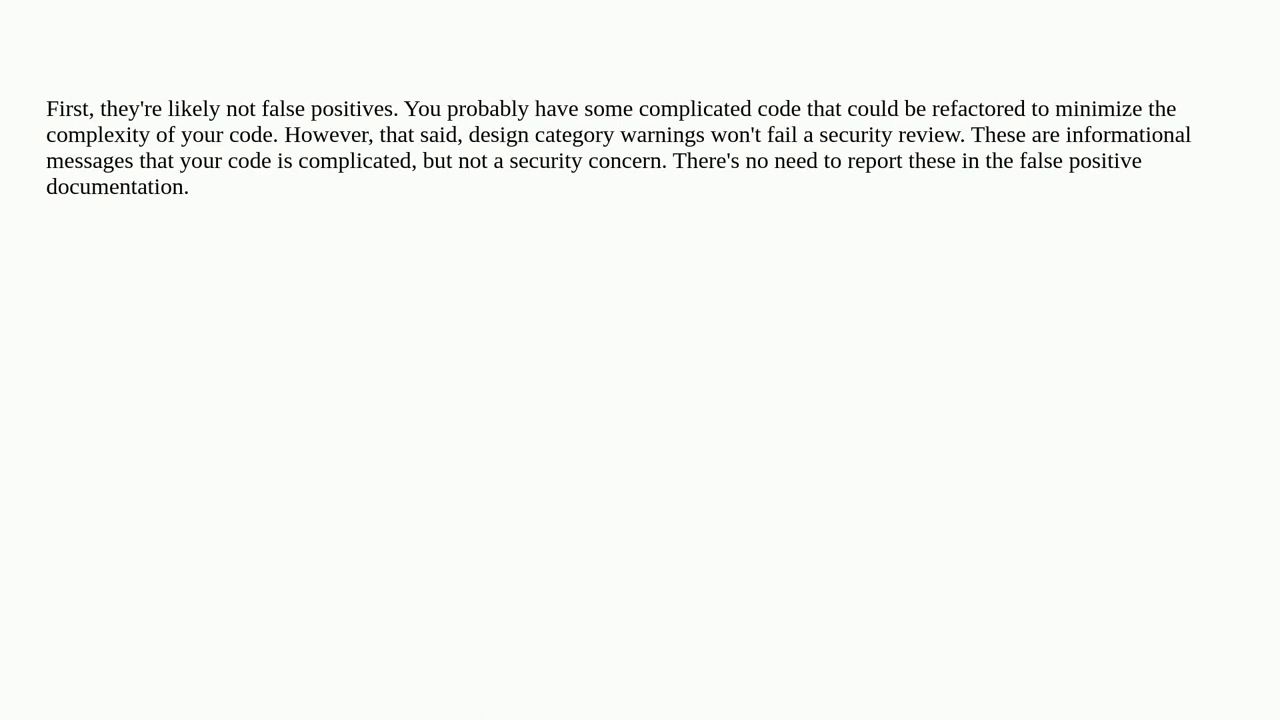 First, they're likely not false positives. You probably have some complicated code that could be refactored to minimize the
complexity of your code. However, that said, design category warnings won't fail a security review. These are informational
messages that your code is complicated, but not a security concern. There's no need to report these in the false positive
documentation.